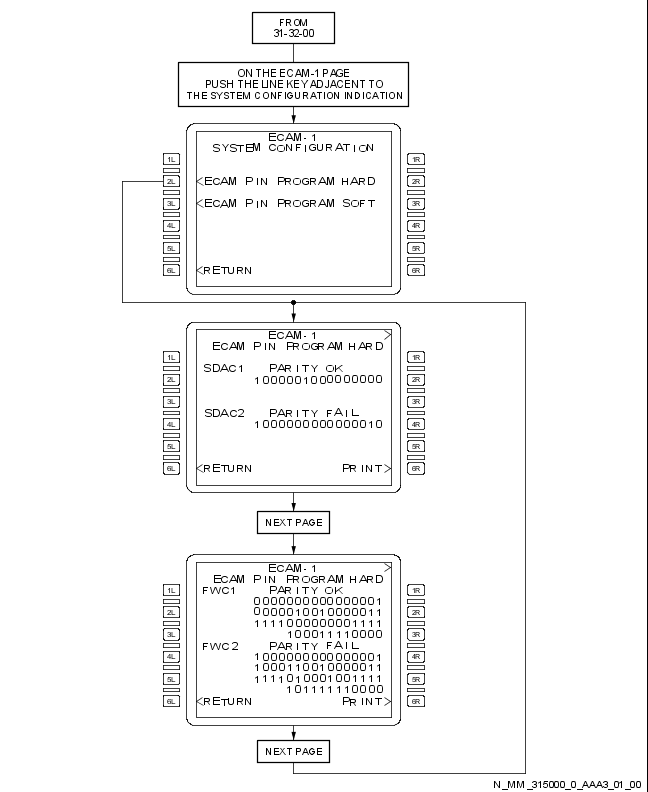 FROM
31-32-00
ON THE ECAM-1 PAGE
PUSH THE LINE KEY ADJACENT TO
THE SYSTEM CONFIGURATION INDICATION
ECAM-1
SYSTEM CONFIGURATION
1L 1R
2L <ECAM PIN PROGRAM HARD 2R
3L <ECAM PIN PROGRAM SOFT 3R
4L 4R
5L 5R
6L <RETURN 6R
ECAM-1 >
ECAM PIN PROGRAM HARD
1L SDAC1 PARITY OK 1R
2L 1000001000000000 2R
3L 3R
SDAC2 PARITY FAIL
4L 1000000000000010 4R
5L 5R
6L <RETURN PRINT> 6R
NEXT PAGE
ECAM-1 >
ECAM PIN PROGRAM HARD
1L FWC1 PARITY OK 1R
0000000000000001
2L 0000010010000011 2R
1111000000001111
3L 100011110000 3R
FWC2 PARITY FAIL
4L 1000000000000001 4R
1000110010000011
5L 1111010001001111 5R
101111110000
6L <RETURN PRINT> 6R
NEXT PAGE
N_MM_315000_0_AAA3_01_00